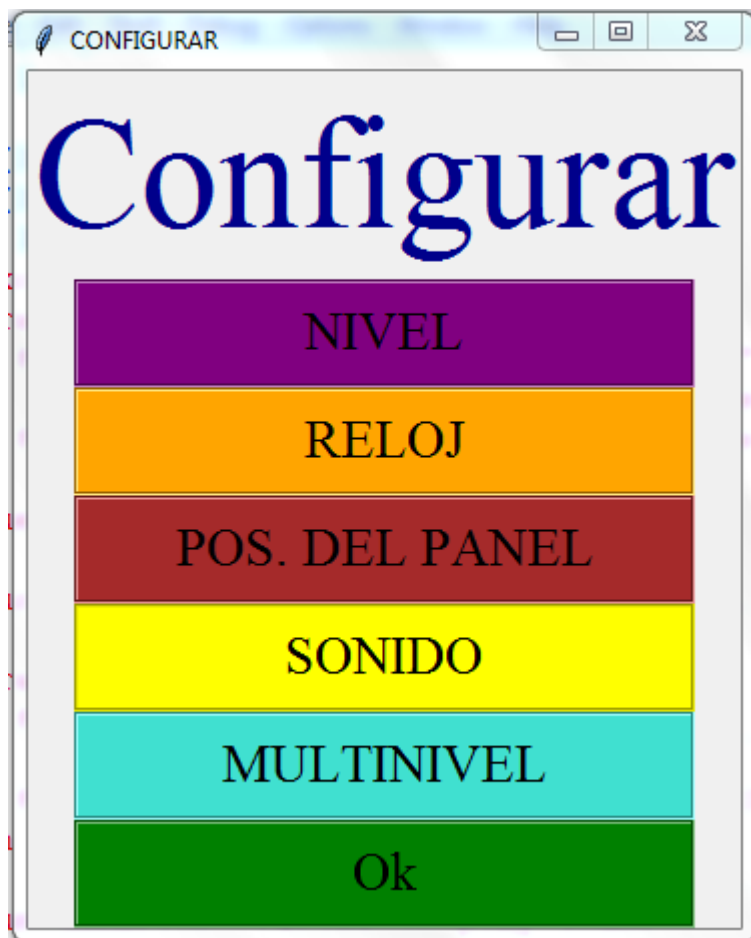 CONFIGURAR
Configurar
NIVEL
RELOJ
POS. DEL PANEL
SONIDO
MULTINIVEL
Ok